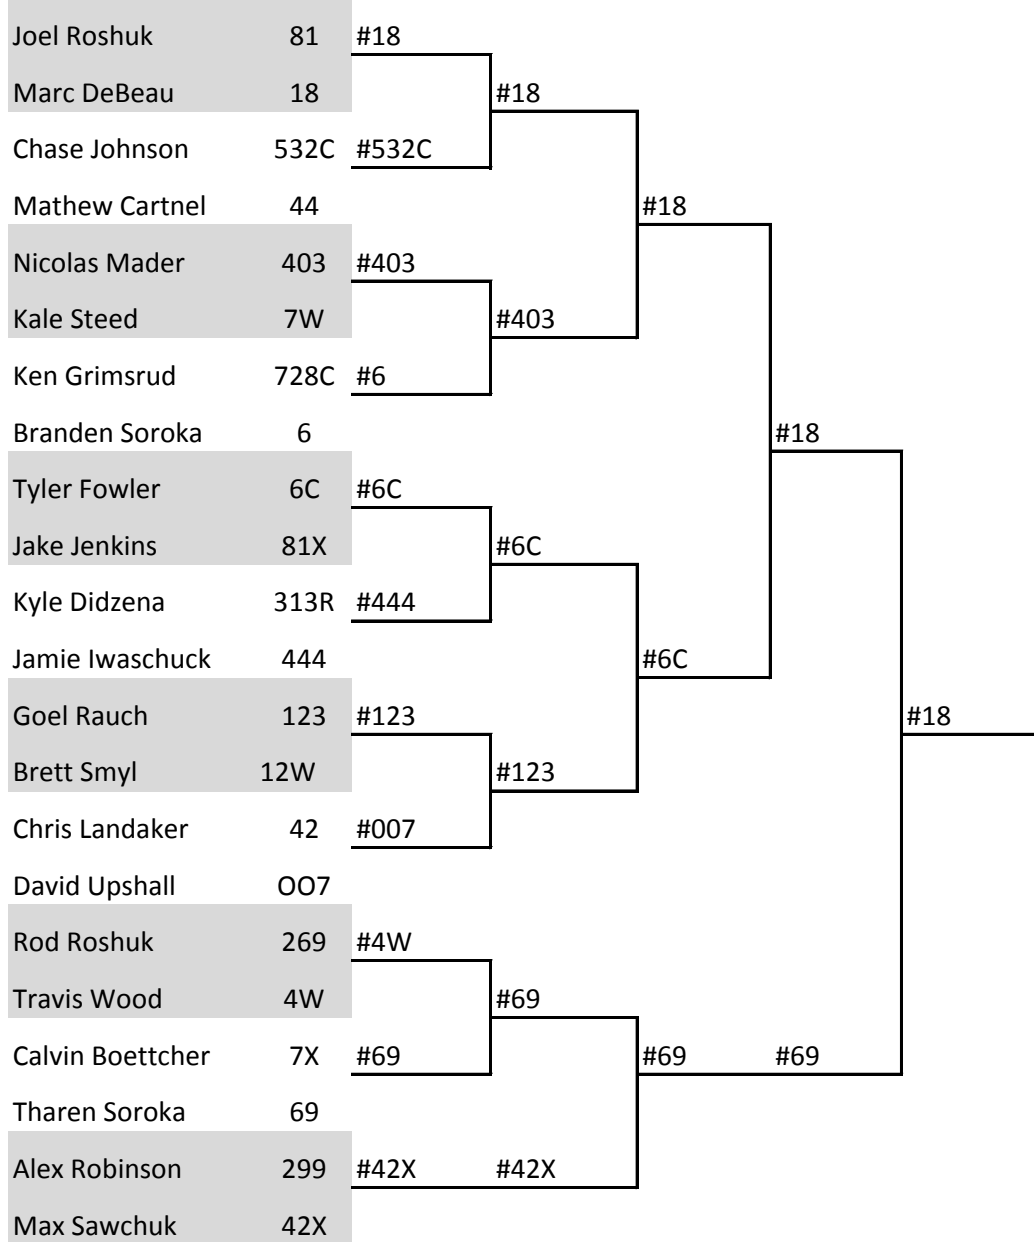 Joel Roshuk 81 #18
Marc DeBeau 18 #18
Chase Johnson 532C #532C
Mathew Cartnel 44 #18
Nicolas Mader 403 #403
Kale Steed 7W #403
Ken Grimsrud 728C #6
Branden Soroka 6 #18
Tyler Fowler 6C #6C
Jake Jenkins 81X #6C
Kyle Didzena 313R #444
Jamie Iwaschuck 444 #6C
Goel Rauch 123 #123 #18
Brett Smyl 12W #123
Chris Landaker 42 #007
David Upshall OO7
Rod Roshuk 269 #4W
Travis Wood 4W #69
Calvin Boettcher 7X #69 #69 #69
Tharen Soroka 69
Alex Robinson 299 #42X #42X
Max Sawchuk 42X